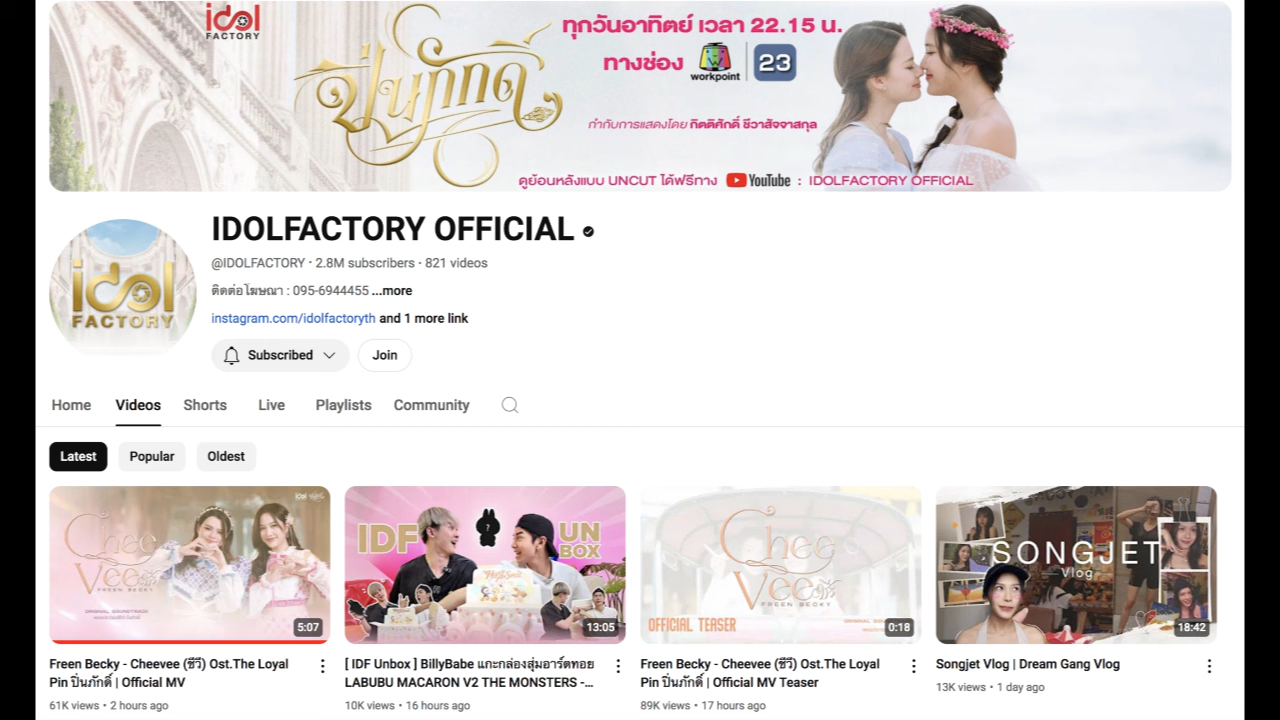 idol
FACTORY
ปิ่นภักดิ์
ทุกวันอาทิตย์ เวลา 22.15 น.
ทางช่อง workpoint 23
กำกับการแสดงโดย กิตติศักดิ์ ชีวาสัจจาสกุล
ดูย้อนหลังแบบ UNCUT ได้ฟรีทาง YouTube : IDOLFACTORY OFFICIAL
idol
FACTORY
IDOLFACTORY OFFICIAL
@IDOLFACTORY · 2.8M subscribers · 821 videos
ติดต่อโฆษณา : 095-6944455 ...more
instagram.com/idolfactoryth and 1 more link
Subscribed
Join
Home Videos Shorts Live Playlists Community
Latest Popular Oldest
Chee
Vee
FREEN BECKY
ORIGINAL SOUNDTRACK
5:07
IDF
UN
BOX
?
13:05
Chee
Vee
FREEN BECKY
OFFICIAL TEASER
0:18
SONGJET
Vlog
18:42
Freen Becky - Cheevee (ชีวี) Ost.The Loyal
Pin ปิ่นภักดิ์ | Official MV
61K views · 2 hours ago
[ IDF Unbox ] BillyBabe แกะกล่องสุ่มอาร์ตทอย
LABUBU MACARON V2 THE MONSTERS -...
10K views · 16 hours ago
Freen Becky - Cheevee (ชีวี) Ost.The Loyal
Pin ปิ่นภักดิ์ | Official MV Teaser
89K views · 17 hours ago
Songjet Vlog | Dream Gang Vlog
13K views · 1 day ago